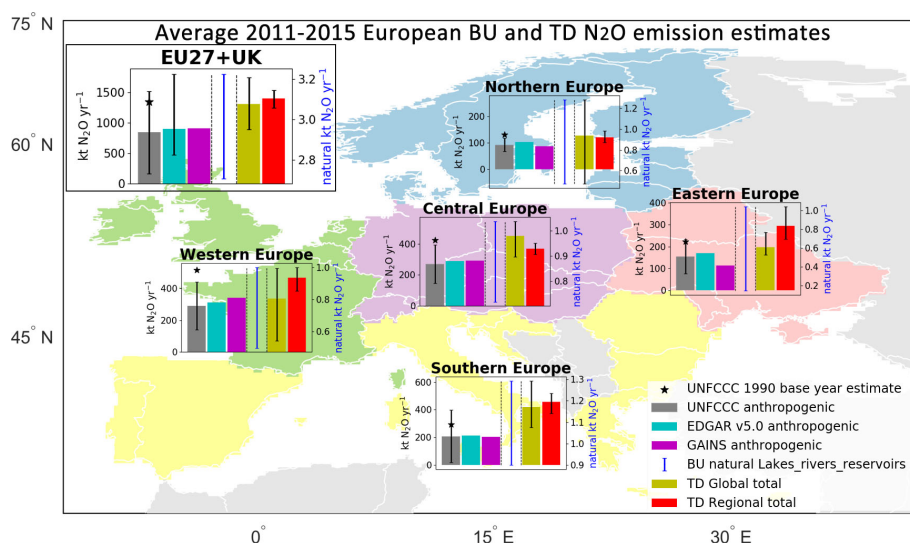 Average 2011-2015 European BU and TD N2O emission estimates
75° N
60° N
45° N
0°
15° E
30° E
EU27+UK
kt N₂O yr⁻¹
1500
1000
500
0
3.2
3.0
2.8
natural kt N₂O yr⁻¹
Northern Europe
kt N₂O yr⁻¹
200
100
0
1.2
1.0
0.8
0.6
natural kt N₂O yr⁻¹
Central Europe
kt N₂O yr⁻¹
400
200
0
1.0
0.9
0.8
natural kt N₂O yr⁻¹
Eastern Europe
kt N₂O yr⁻¹
400
300
200
100
0
1.0
0.8
0.6
0.4
0.2
natural kt N₂O yr⁻¹
Western Europe
kt N₂O yr⁻¹
400
200
0
1.0
0.8
0.6
natural kt N₂O yr⁻¹
Southern Europe
kt N₂O yr⁻¹
600
400
200
0
1.3
1.2
1.1
1.0
0.9
natural kt N₂O yr⁻¹
UNFCCC 1990 base year estimate
UNFCCC anthropogenic
EDGAR v5.0 anthropogenic
GAINS anthropogenic
BU natural Lakes_rivers_reservoirs
TD Global total
TD Regional total